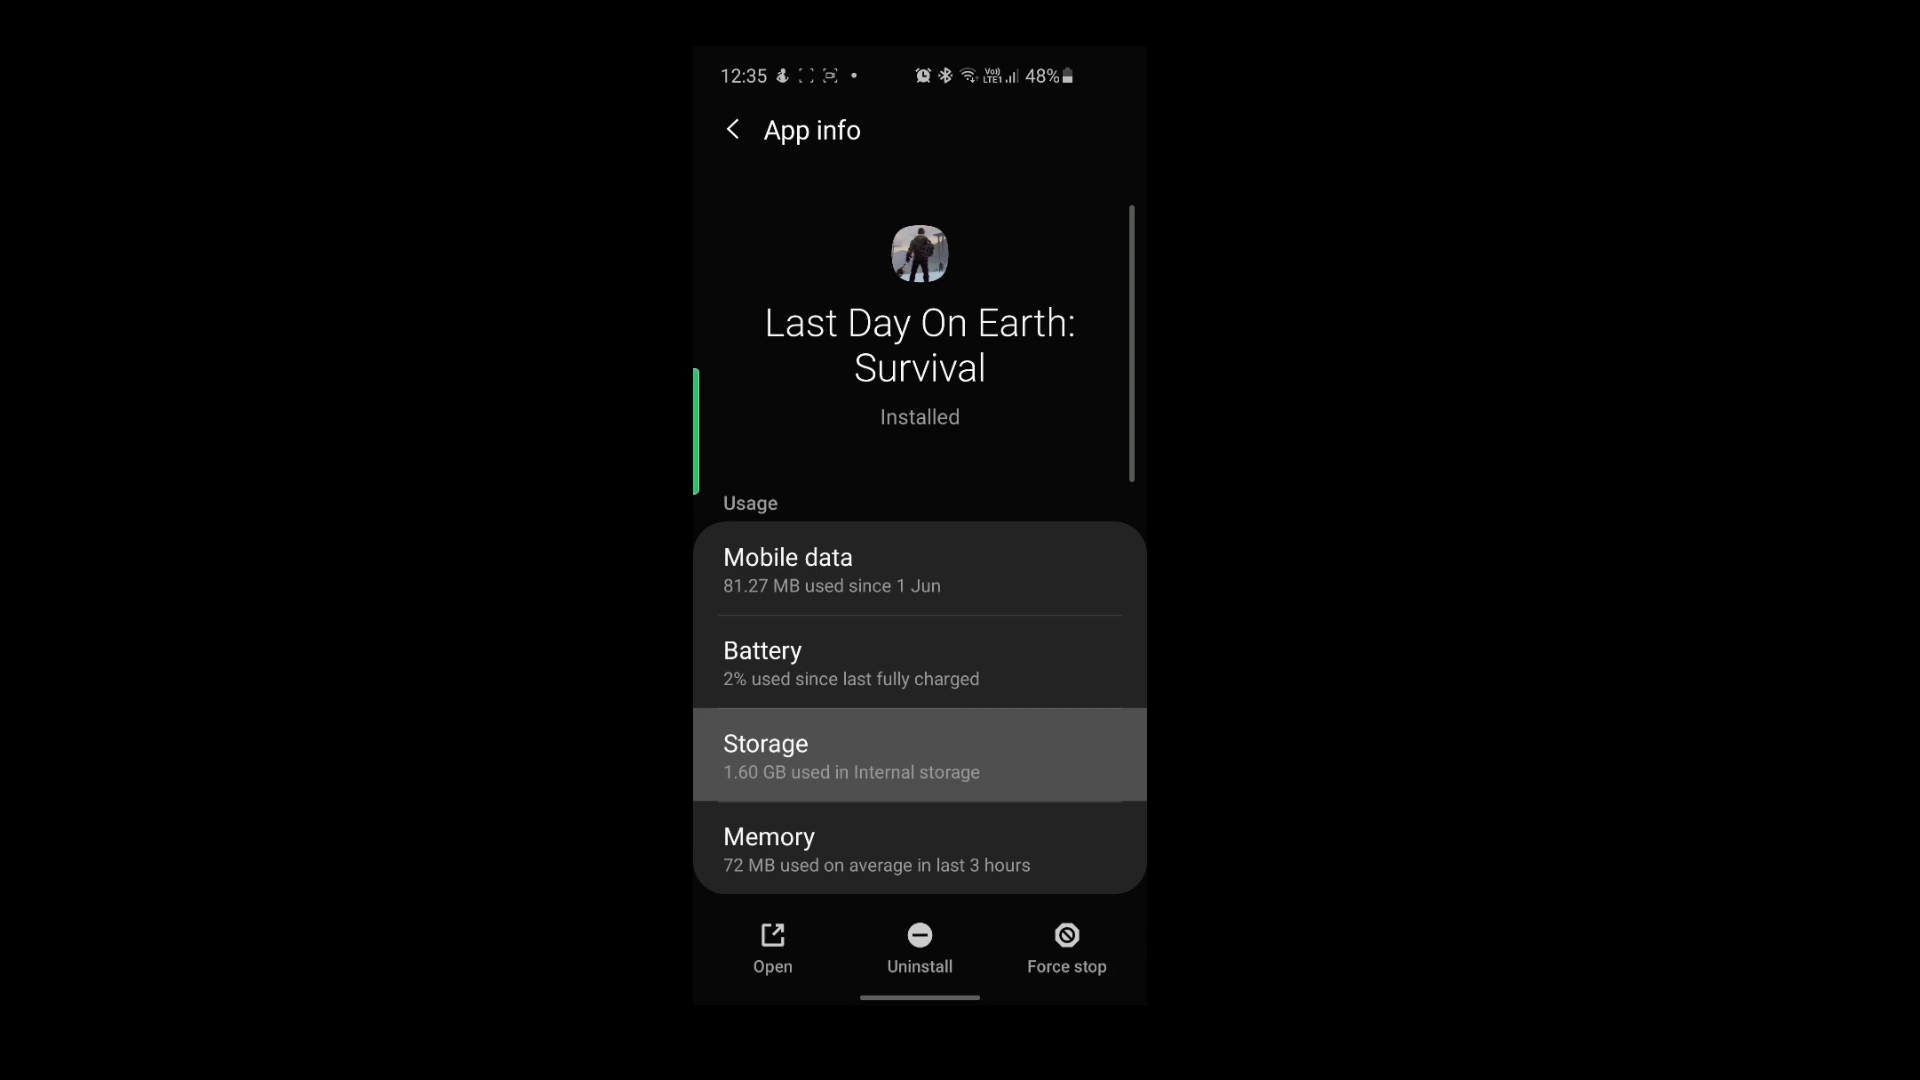 12:35
Vo)) LTE1 48%
App info
Last Day On Earth:
Survival
Installed
Usage
Mobile data
81.27 MB used since 1 Jun
Battery
2% used since last fully charged
Storage
1.60 GB used in Internal storage
Memory
72 MB used on average in last 3 hours
Open Uninstall Force stop